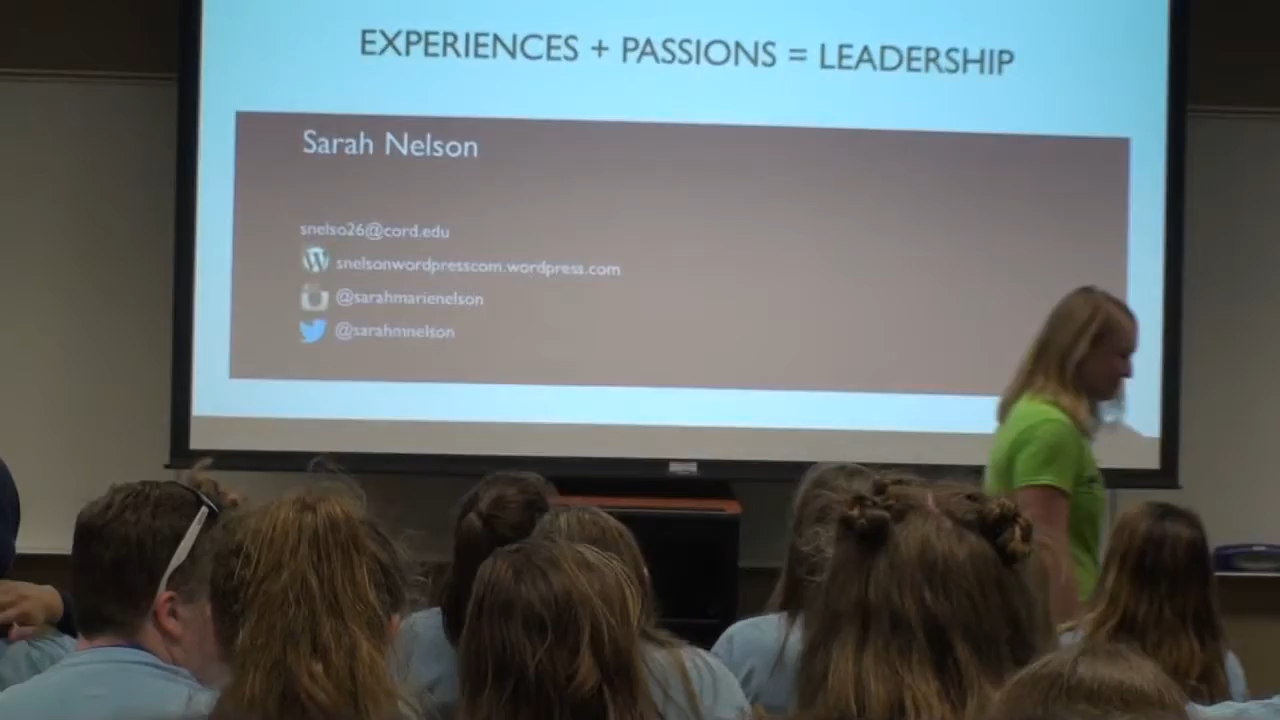 EXPERIENCES + PASSIONS = LEADERSHIP
Sarah Nelson
snelso26@cord.edu
snelsonwordpresscom.wordpress.com
@sarahmarienelson
@sarahmnelson